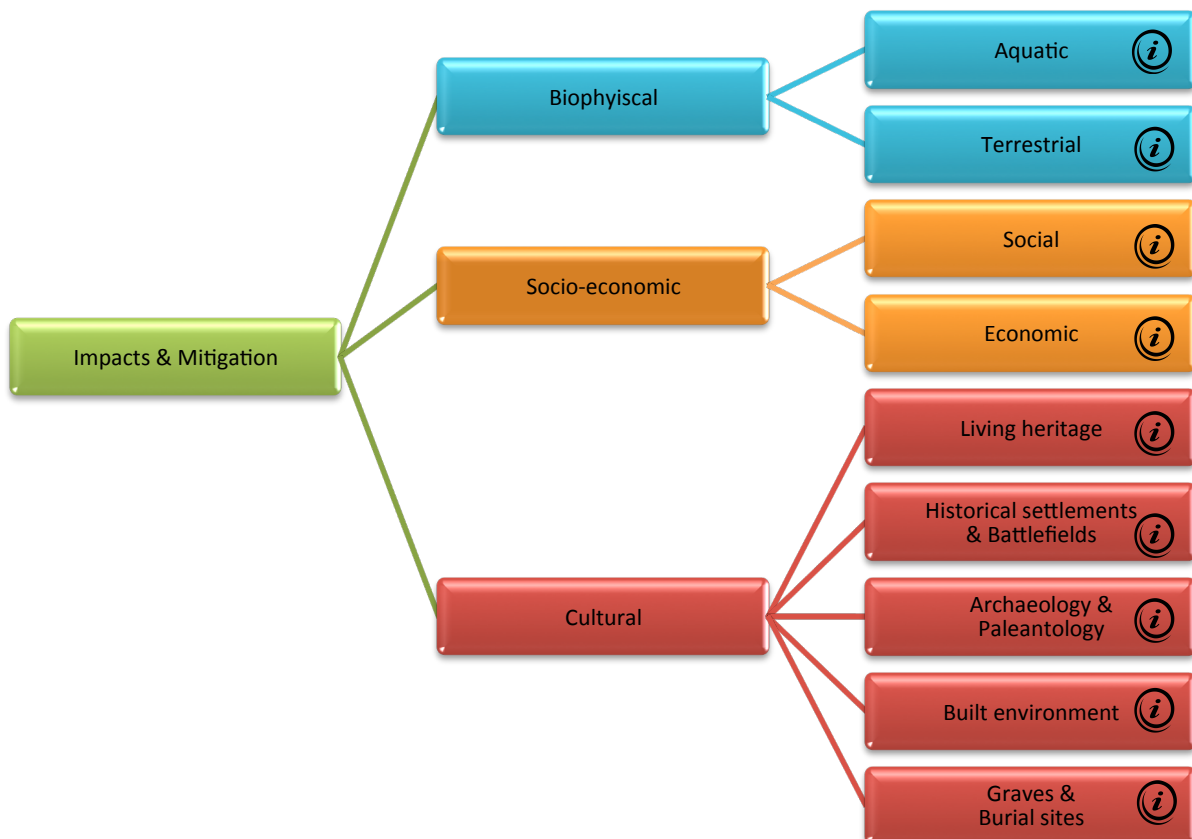 Impacts & Mitigation
Biophyiscal
Aquatic
i
Terrestrial
i
Socio-economic
Social
i
Economic
i
Cultural
Living heritage
i
Historical settlements
& Battlefields
i
Archaeology &
Paleantology
i
Built environment
i
Graves &
Burial sites
i